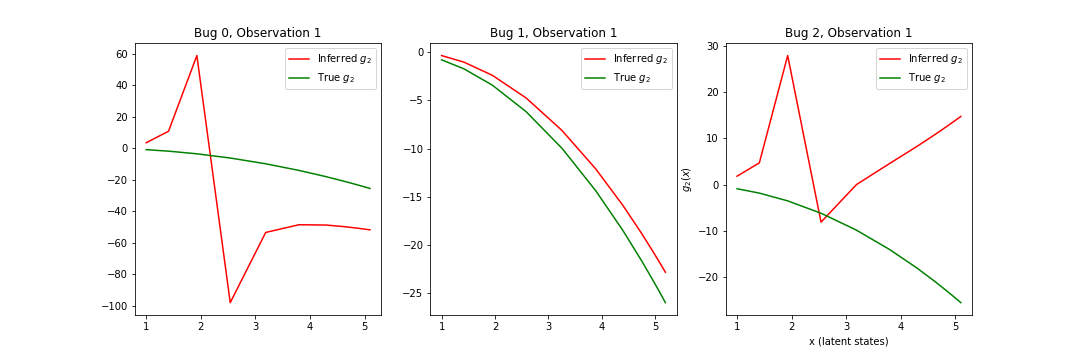 Bug 0, Observation 1
60
40
20
0
−20
−40
−60
−80
−100
1 2 3 4 5
Inferred g₂
True g₂
Bug 1, Observation 1
0
−5
−10
−15
−20
−25
1 2 3 4 5
Inferred g₂
True g₂
Bug 2, Observation 1
g₂(x)
30
20
10
0
−10
−20
1 2 3 4 5
x (latent states)
Inferred g₂
True g₂